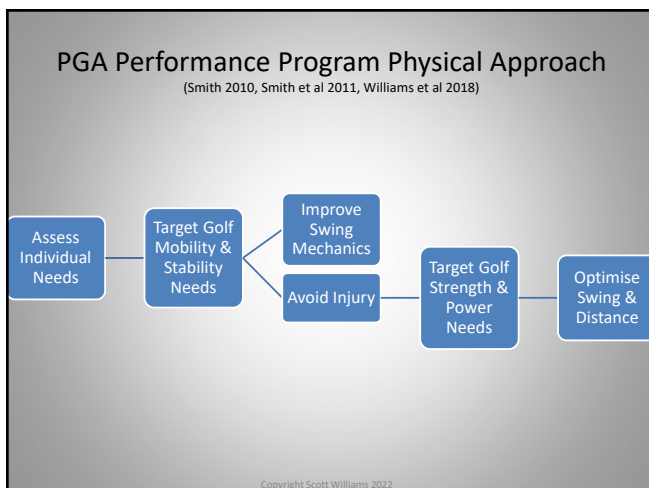 PGA Performance Program Physical Approach
(Smith 2010, Smith et al 2011, Williams et al 2018)
Assess
Individual
Needs
Target Golf
Mobility &
Stability
Needs
Improve
Swing
Mechanics
Avoid Injury
Target Golf
Strength &
Power
Needs
Optimise
Swing &
Distance
Copyright Scott Williams 2022